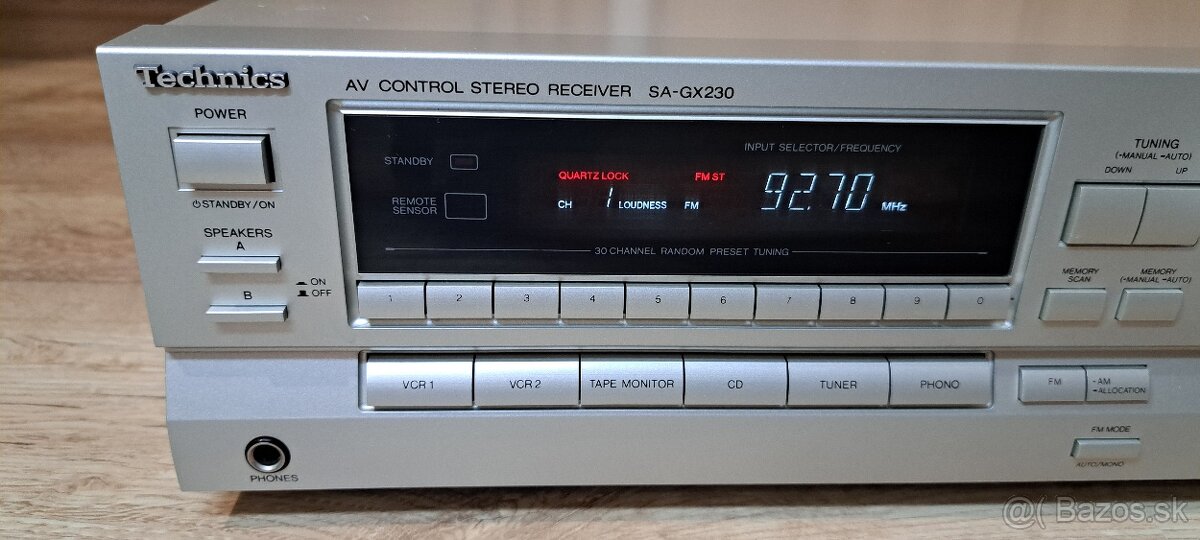 Technics
AV CONTROL STEREO RECEIVER SA-GX230
POWER
⏻STANDBY/ON
SPEAKERS
A
B
ON
OFF
STANDBY
REMOTE
SENSOR
INPUT SELECTOR/FREQUENCY
QUARTZ LOCK FM ST
CH 1 LOUDNESS FM 92.70 MHz
30 CHANNEL RANDOM PRESET TUNING
1 2 3 4 5 6 7 8 9 0
TUNING
(-MANUAL =AUTO)
DOWN UP
MEMORY
SCAN
MEMORY
(-MANUAL =AUTO)
VCR 1 VCR 2 TAPE MONITOR CD TUNER PHONO
FM
-AM
=ALLOCATION
FM MODE
AUTO/MONO
PHONES
@( Bazos.sk